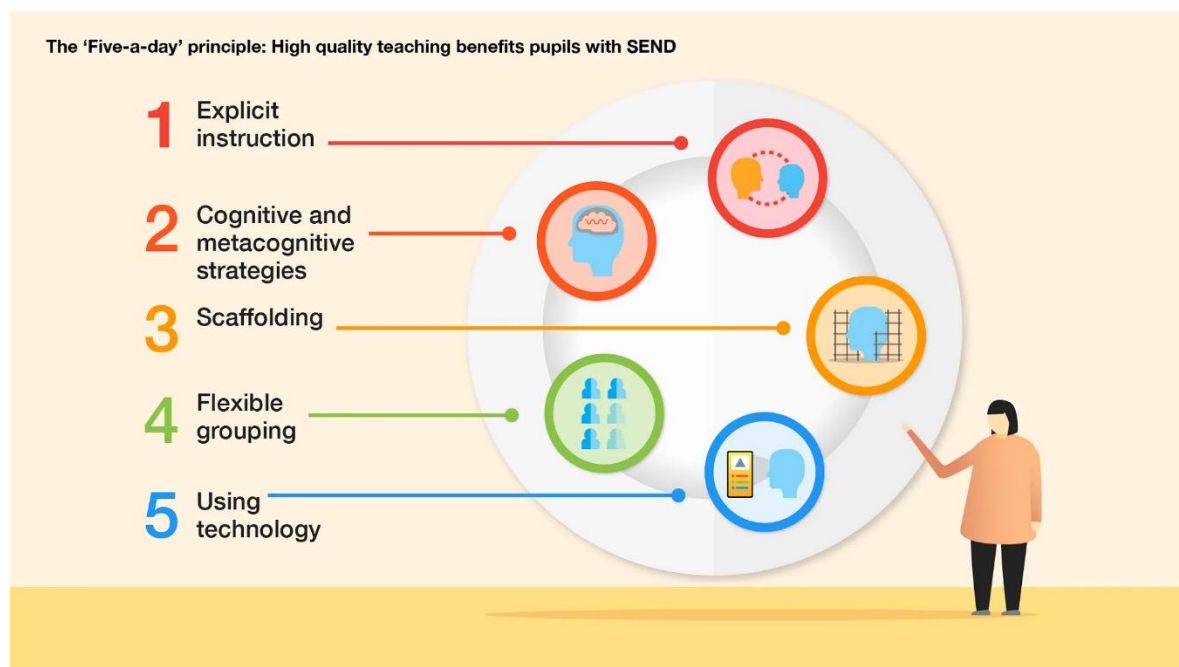 The ‘Five-a-day’ principle: High quality teaching benefits pupils with SEND
1 Explicit
instruction
2 Cognitive and
metacognitive
strategies
3 Scaffolding
4 Flexible
grouping
5 Using
technology